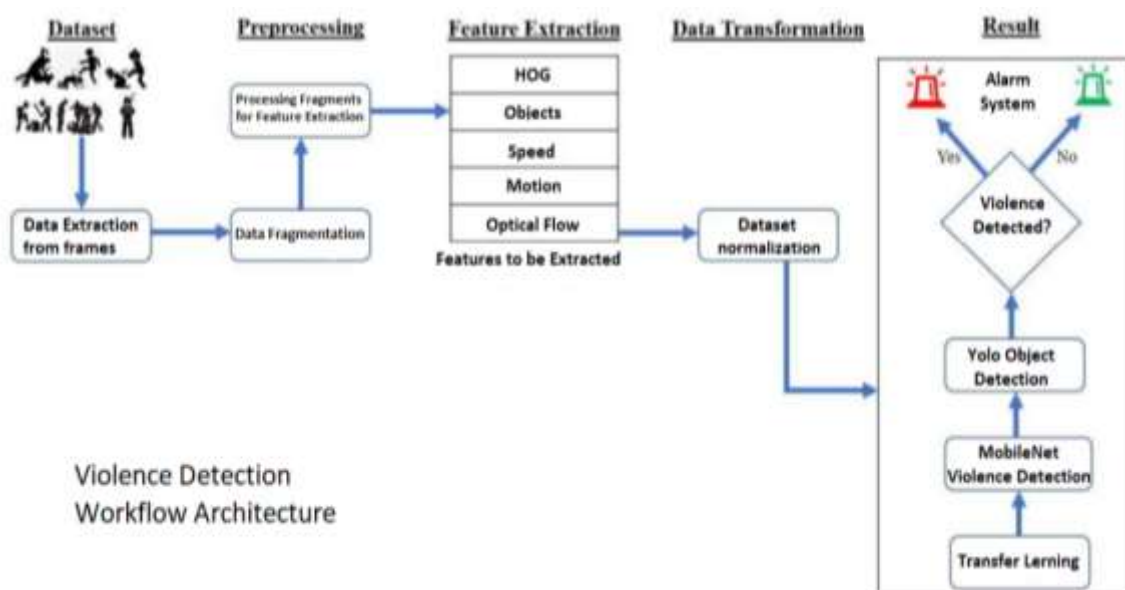 Dataset
Preprocessing
Feature Extraction
Data Transformation
Result
Data Extraction
from frames
Processing Fragments
for Feature Extraction
Data Fragmentation
HOG
Objects
Speed
Motion
Optical Flow
Features to be Extracted
Dataset
normalization
Alarm
System
Yes
No
Violence
Detected?
Yolo Object
Detection
MobileNet
Violence Detection
Transfer Lerning
Violence Detection
Workflow Architecture